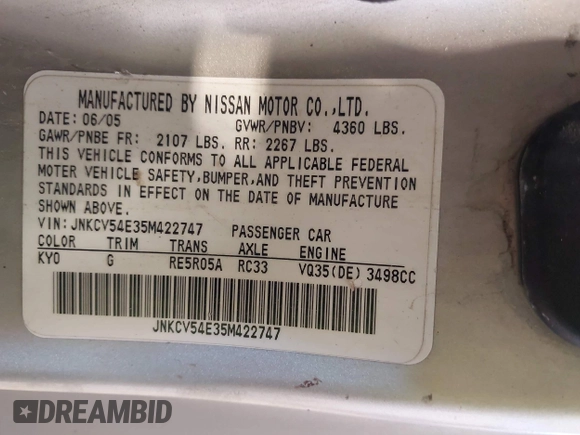 MANUFACTURED BY NISSAN MOTOR CO.,LTD.
DATE: 06/05 GVWR/PNBV: 4360 LBS.
GAWR/PNBE FR: 2107 LBS. RR: 2267 LBS.
THIS VEHICLE CONFORMS TO ALL APPLICABLE FEDERAL
MOTER VEHICLE SAFETY,BUMPER,AND THEFT PREVENTION
STANDARDS IN EFFECT ON THE DATE OF MANUFACTURE
SHOWN ABOVE.
VIN:JNKCV54E35M422747 PASSENGER CAR
COLOR TRIM TRANS AXLE ENGINE
KY0 G RE5R05A RC33 VQ35(DE) 3498CC
JNKCV54E35M422747
DREAMBID